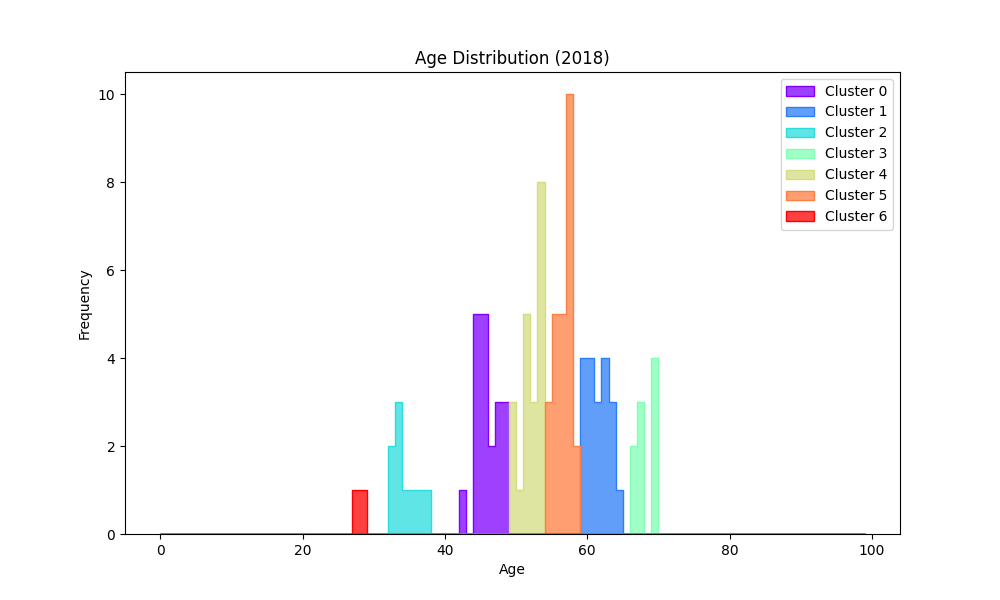 Age Distribution (2018)
Frequency
10
8
6
4
2
0
0 20 40 60 80 100
Age
Cluster 0
Cluster 1
Cluster 2
Cluster 3
Cluster 4
Cluster 5
Cluster 6